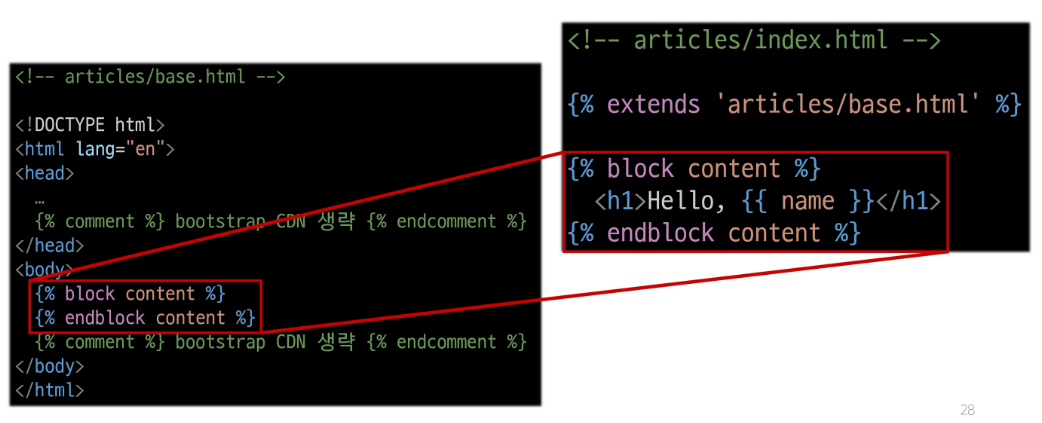 <!-- articles/base.html -->
<!DOCTYPE html>
<html lang="en">
<head>
…
{% comment %} bootstrap CDN 생략 {% endcomment %}
</head>
<body>
{% block content %}
{% endblock content %}
{% comment %} bootstrap CDN 생략 {% endcomment %}
</body>
</html>
<!-- articles/index.html -->
{% extends 'articles/base.html' %}
{% block content %}
<h1>Hello, {{ name }}</h1>
{% endblock content %}
28